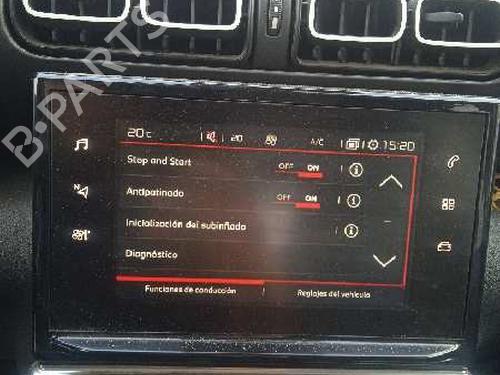 B-PARTS
20°C 20 A/C 15:20
Stop and Start OFF ON i
Antipatinado OFF ON i
Inicialización del subinflado i
Diagnóstico
Funciones de conducción Reglajes del vehículo